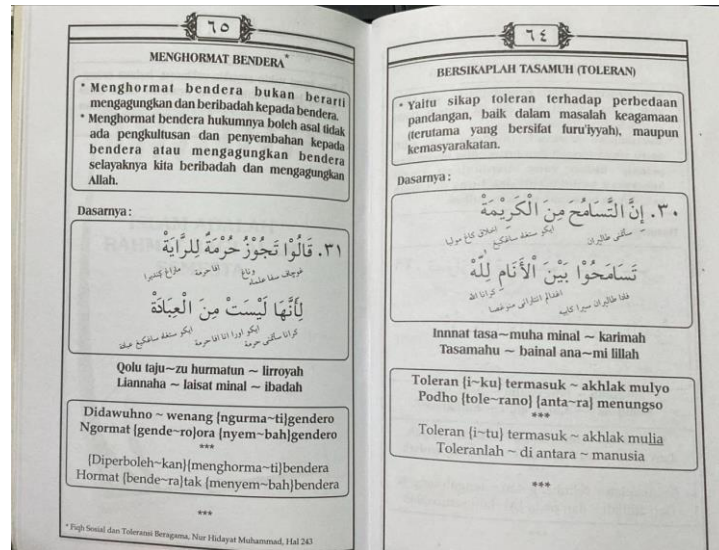 ٦٤
BERSIKAPLAH TASAMUH (TOLERAN)
* Yaitu sikap toleran terhadap perbedaan
pandangan, baik dalam masalah keagamaan
(terutama yang bersifat furu'iyyah), maupun
kemasyarakatan.
Dasarnya :
٣٠. إِنَّ التَّسَامُحَ مِنَ الْكَرِيْمَةْ
تَسَامَحُوْا بَيْنَ الْأَنَامِ لِلّٰهْ
Innnat tasa~muha minal ~ karimah
Tasamahu ~ bainal ana~mi lillah
Toleran {i~ku} termasuk ~ akhlak mulyo
Podho {tole~rano} {anta~ra} menungso
***
Toleran {i~tu} termasuk ~ akhlak mulia
Toleranlah ~ di antara ~ manusia
***
٦٥
MENGHORMAT BENDERA*
* Menghormat bendera bukan berarti
mengagungkan dan beribadah kepada bendera.
* Menghormat bendera hukumnya boleh asal tidak
ada pengkultusan dan penyembahan kepada
bendera atau mengagungkan bendera
selayaknya kita beribadah dan mengagungkan
Allah.
Dasarnya :
٣١. قَالُوْا تَجُوْزُ حُرْمَةٌ لِلرَّايَةْ
لِأَنَّهَا لَيْسَتْ مِنَ الْعِبَادَةْ
Qolu taju~zu hurmatun ~ lirroyah
Liannaha ~ laisat minal ~ ibadah
Didawuhno ~ wenang {ngurma~ti}gendero
Ngormat {gende~ro}ora {nyem~bah}gendero
***
{Diperboleh~kan}{menghorma~ti}bendera
Hormat {bende~ra}tak {menyem~bah}bendera
***
* Fiqh Sosial dan Toleransi Beragama, Nur Hidayat Muhammad, Hal 243